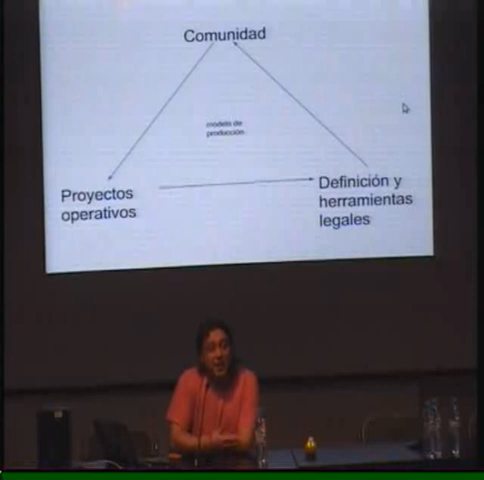 Comunidad
modelo de
producción
Proyectos
operativos
Definición y
herramientas
legales